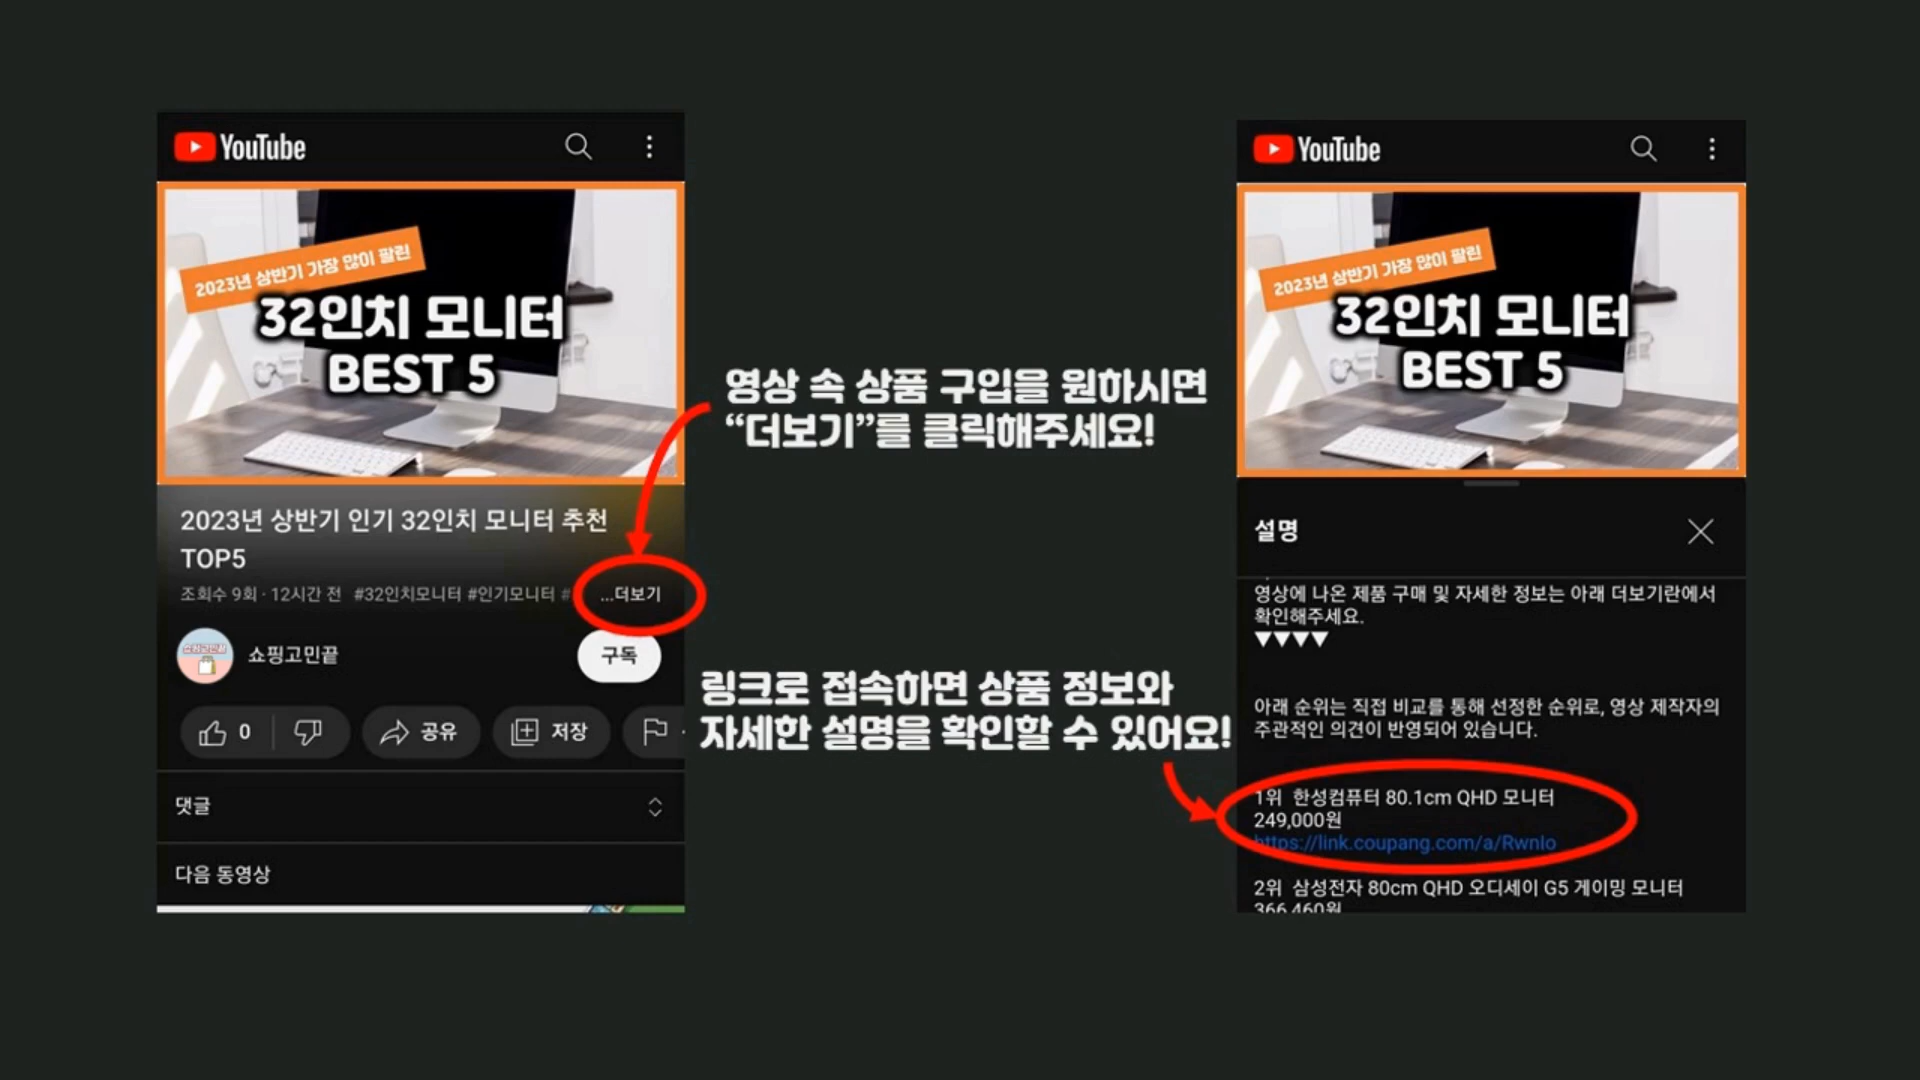 YouTube
2023년 상반기 가장 많이 팔린
32인치 모니터
BEST 5
2023년 상반기 인기 32인치 모니터 추천
TOP5
조회수 9회 · 12시간 전 #32인치모니터 #인기모니터 # ...더보기
쇼핑고민끝
쇼핑고민끝
구독
0
공유
저장
댓글
다음 동영상
영상 속 상품 구입을 원하시면
“더보기”를 클릭해주세요!
링크로 접속하면 상품 정보와
자세한 설명을 확인할 수 있어요!
YouTube
2023년 상반기 가장 많이 팔린
32인치 모니터
BEST 5
설명
영상에 나온 제품 구매 및 자세한 정보는 아래 더보기란에서
확인해주세요.
▼▼▼▼
아래 순위는 직접 비교를 통해 선정한 순위로, 영상 제작자의
주관적인 의견이 반영되어 있습니다.
1위 한성컴퓨터 80.1cm QHD 모니터
249,000원
https://link.coupang.com/a/RwnIo
2위 삼성전자 80cm QHD 오디세이 G5 게이밍 모니터
366,460원